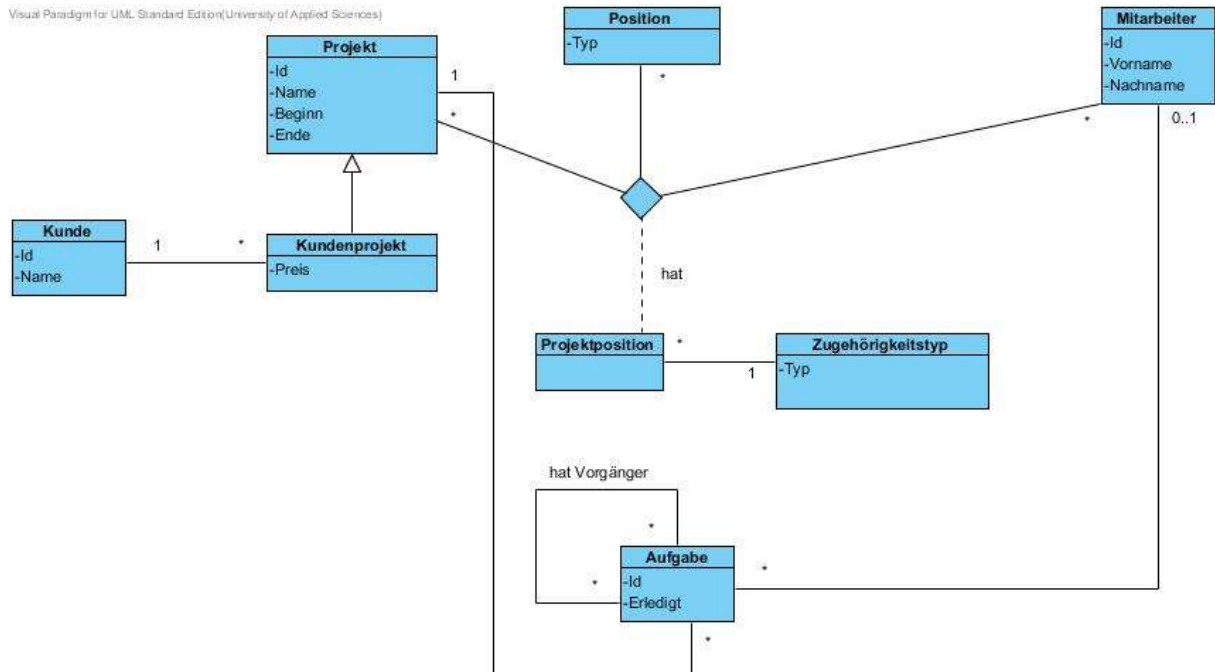 Visual Paradigm for UML Standard Edition(University of Applied Sciences)
Projekt
-Id
-Name
-Beginn
-Ende
1
*
Position
-Typ
*
Mitarbeiter
-Id
-Vorname
-Nachname
*
0..1
Kunde
-Id
-Name
1
*
Kundenprojekt
-Preis
hat
Projektposition
*
1
Zugehörigkeitstyp
-Typ
hat Vorgänger
*
*
Aufgabe
-Id
-Erledigt
*
*